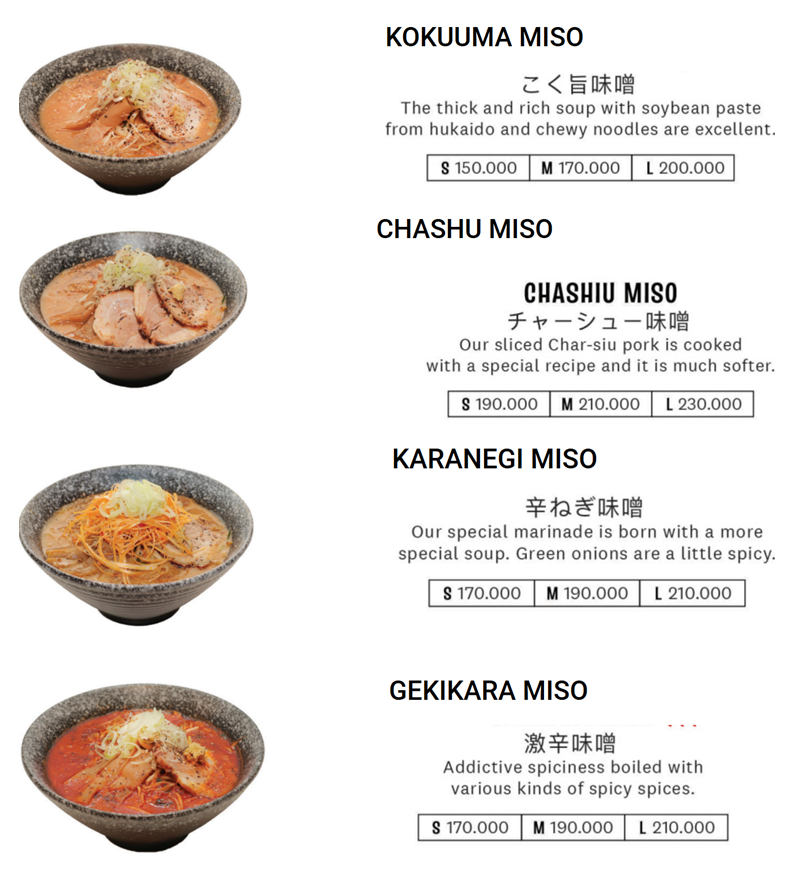 KOKUUMA MISO
こく旨味噌
The thick and rich soup with soybean paste
from hukaido and chewy noodles are excellent.
S 150.000 M 170.000 L 200.000
CHASHU MISO
CHASHIU MISO
チャーシュー味噌
Our sliced Char-siu pork is cooked
with a special recipe and it is much softer.
S 190.000 M 210.000 L 230.000
KARANEGI MISO
辛ねぎ味噌
Our special marinade is born with a more
special soup. Green onions are a little spicy.
S 170.000 M 190.000 L 210.000
GEKIKARA MISO
激辛味噌
Addictive spiciness boiled with
various kinds of spicy spices.
S 170.000 M 190.000 L 210.000